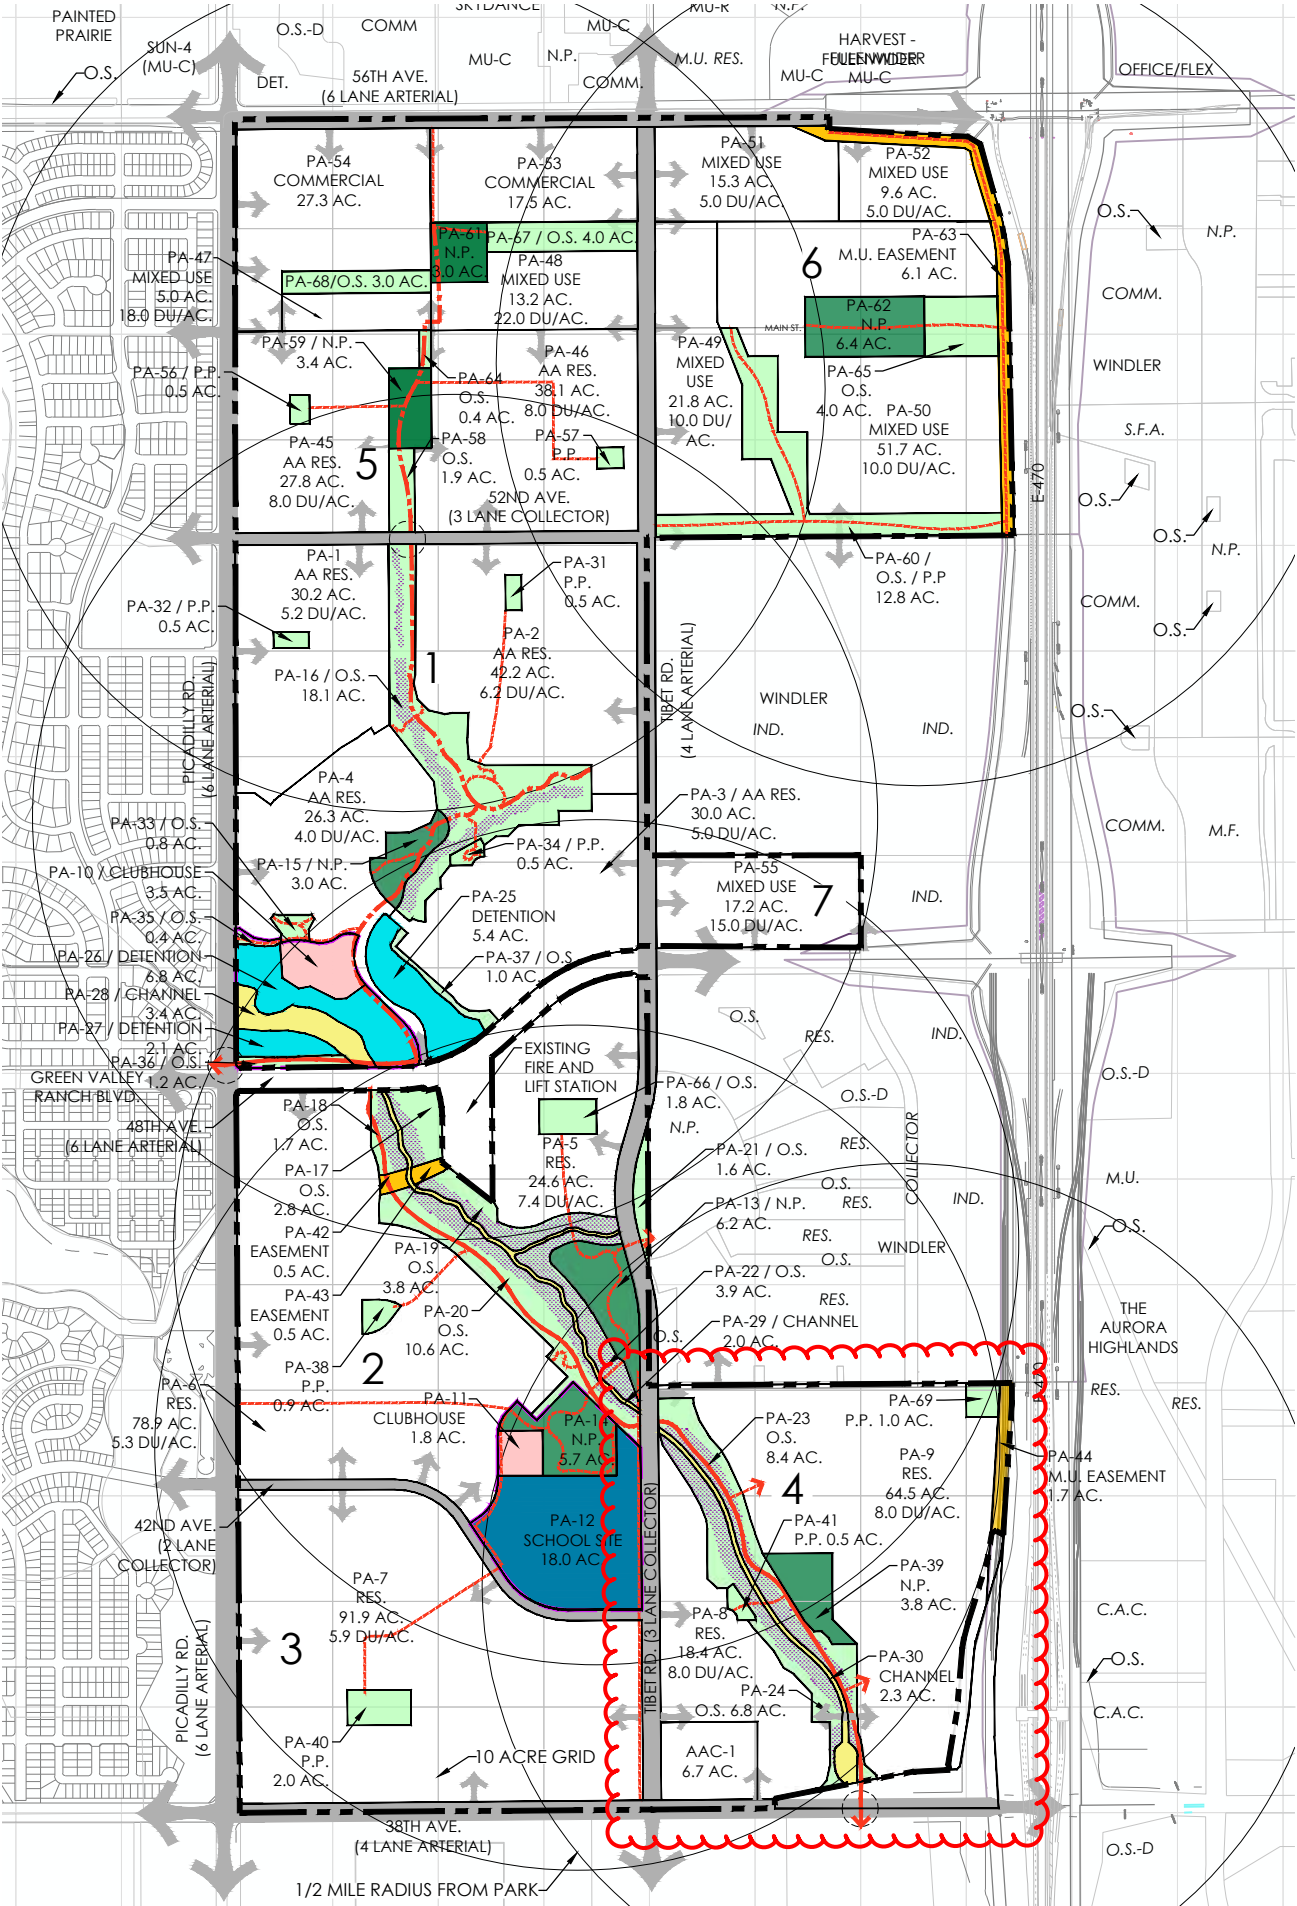 PAINTED
PRAIRIE
O.S.
SUN-4
(MU-C)
O.S.-D
COMM
DET.
56TH AVE.
(6 LANE ARTERIAL)
SKYDANCE
MU-C
MU-C
N.P.
COMM.
MU-R
M.U. RES.
N.P.
MU-C
HARVEST -
FULENWIDER
MU-C
OFFICE/FLEX
PA-54
COMMERCIAL
27.3 AC.
PA-53
COMMERCIAL
17.5 AC.
PA-51
MIXED USE
15.3 AC.
5.0 DU/AC.
PA-52
MIXED USE
9.6 AC.
5.0 DU/AC.
PA-61
N.P.
3.0 AC.
PA-67 / O.S. 4.0 AC.
PA-68/O.S. 3.0 AC.
PA-47
MIXED USE
5.0 AC.
18.0 DU/AC.
PA-48
MIXED USE
13.2 AC.
22.0 DU/AC.
6
PA-63
M.U. EASEMENT
6.1 AC.
PA-62
N.P.
6.4 AC.
MAIN ST.
PA-65
O.S.
4.0 AC.
PA-49
MIXED
USE
21.8 AC.
10.0 DU/
AC.
PA-50
MIXED USE
51.7 AC.
10.0 DU/AC.
O.S.
N.P.
COMM.
WINDLER
S.F.A.
O.S.
O.S.
N.P.
COMM.
O.S.
E-470
PA-59 / N.P.
3.4 AC.
PA-56 / P.P.
0.5 AC.
PA-64
O.S.
0.4 AC.
PA-46
AA RES.
38.1 AC.
8.0 DU/AC.
PA-45
AA RES.
27.8 AC.
8.0 DU/AC.
5
PA-58
O.S.
1.9 AC.
PA-57
P.P.
0.5 AC.
52ND AVE.
(3 LANE COLLECTOR)
PA-60 /
O.S. / P.P
12.8 AC.
PA-1
AA RES.
30.2 AC.
5.2 DU/AC.
PA-31
P.P.
0.5 AC.
PA-32 / P.P.
0.5 AC.
PA-2
AA RES.
42.2 AC.
6.2 DU/AC.
1
PA-16 / O.S.
18.1 AC.
PICADILLY RD.
(6 LANE ARTERIAL)
TIBET RD.
(4 LANE ARTERIAL)
WINDLER
IND.
IND.
O.S.
COMM.
M.F.
PA-4
AA RES.
26.3 AC.
4.0 DU/AC.
PA-3 / AA RES.
30.0 AC.
5.0 DU/AC.
PA-33 / O.S.
0.8 AC.
PA-15 / N.P.
3.0 AC.
PA-34 / P.P.
0.5 AC.
PA-10 / CLUBHOUSE
3.5 AC.
PA-35 / O.S.
0.4 AC.
PA-25
DETENTION
5.4 AC.
PA-55
MIXED USE
17.2 AC.
15.0 DU/AC.
7
IND.
PA-26 / DETENTION
6.8 AC.
PA-37 / O.S.
1.0 AC.
PA-28 / CHANNEL
3.4 AC.
PA-27 / DETENTION
2.1 AC.
PA-36 / O.S.
1.2 AC.
GREEN VALLEY
RANCH BLVD.
48TH AVE.
(6 LANE ARTERIAL)
EXISTING
FIRE AND
LIFT STATION
PA-66 / O.S.
1.8 AC.
O.S.
RES.
IND.
O.S.-D
O.S.-D
N.P.
RES.
COLLECTOR
PA-18
O.S.
1.7 AC.
PA-5
RES.
24.6 AC.
7.4 DU/AC.
PA-21 / O.S.
1.6 AC.
PA-17
O.S.
2.8 AC.
PA-13 / N.P.
6.2 AC.
O.S.
RES.
IND.
M.U.
O.S.
RES.
O.S.
WINDLER
RES.
PA-42
EASEMENT
0.5 AC.
PA-19
O.S.
3.8 AC.
PA-22 / O.S.
3.9 AC.
PA-43
EASEMENT
0.5 AC.
PA-20
O.S.
10.6 AC.
PA-29 / CHANNEL
2.0 AC.
O.S.
THE
AURORA
HIGHLANDS
PA-38
P.P.
0.9 AC.
2
PA-6
RES.
78.9 AC.
5.3 DU/AC.
PA-11
CLUBHOUSE
1.8 AC.
PA-14
N.P.
5.7 AC.
PA-23
O.S.
8.4 AC.
4
PA-69
P.P. 1.0 AC.
PA-9
RES.
64.5 AC.
8.0 DU/AC.
PA-44
M.U. EASEMENT
1.7 AC.
E-470
RES.
RES.
42ND AVE.
(2 LANE
COLLECTOR)
PA-12
SCHOOL SITE
18.0 AC.
PA-41
P.P. 0.5 AC.
PA-39
N.P.
3.8 AC.
PA-7
RES.
91.9 AC.
5.9 DU/AC.
3
PA-8
RES.
18.4 AC.
8.0 DU/AC.
PA-30
CHANNEL
2.3 AC.
PA-24
O.S. 6.8 AC.
TIBET RD. (3 LANE COLLECTOR)
PICADILLY RD.
(6 LANE ARTERIAL)
C.A.C.
O.S.
C.A.C.
PA-40
P.P.
2.0 AC.
10 ACRE GRID
AAC-1
6.7 AC.
38TH AVE.
(4 LANE ARTERIAL)
O.S.-D
1/2 MILE RADIUS FROM PARK